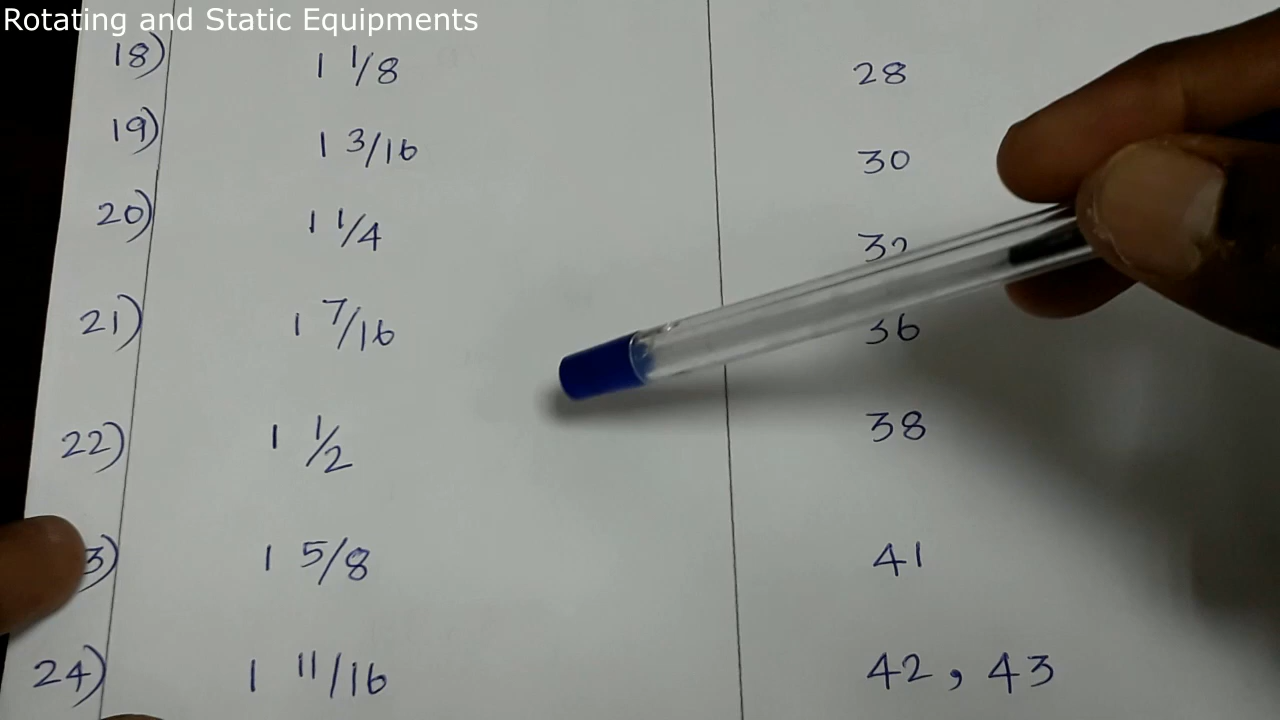 Rotating and Static Equipments
18) 1 1/8 28
19) 1 3/16 30
20) 1 1/4 32
21) 1 7/16 36
22) 1 1/2 38
3) 1 5/8 41
24) 1 11/16 42, 43